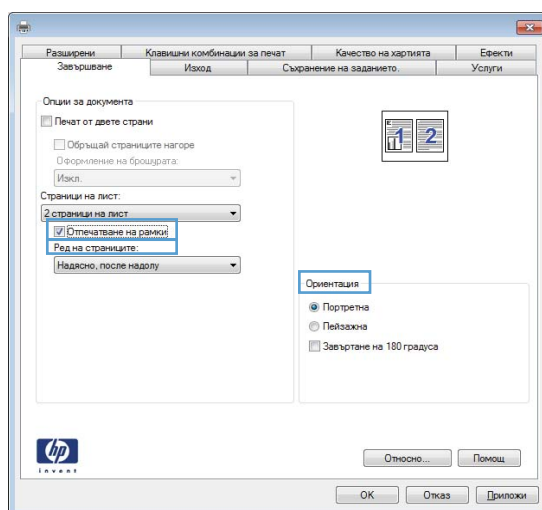 Разширени Клавишни комбинации за печат Качество на хартията Ефекти
Завършване Изход Съхранение на заданието. Услуги
Опции за документа
Печат от двете страни
Обръщай страниците нагоре
Оформление на брошурата:
Изкл.
Страници на лист:
2 страници на лист
Отпечатване на рамки
Ред на страниците:
Надясно, после надолу
1 2
Ориентация
Портретна
Пейзажна
Завъртане на 180 градуса
hp
invent
Относно... Помощ
OK Отказ Приложи